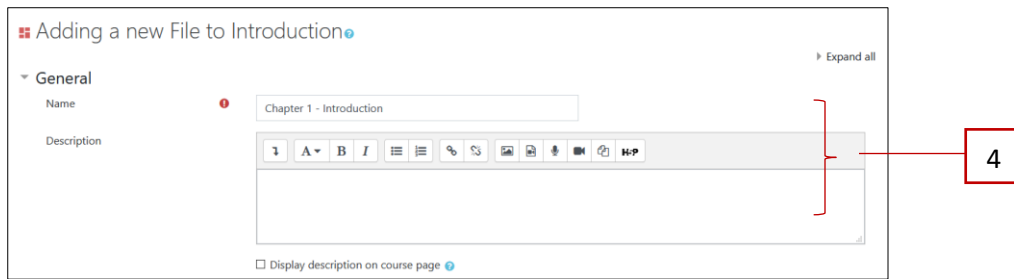 Adding a new File to Introduction
Expand all
General
Name
Chapter 1 - Introduction
Description
A B I H5P
4
Display description on course page